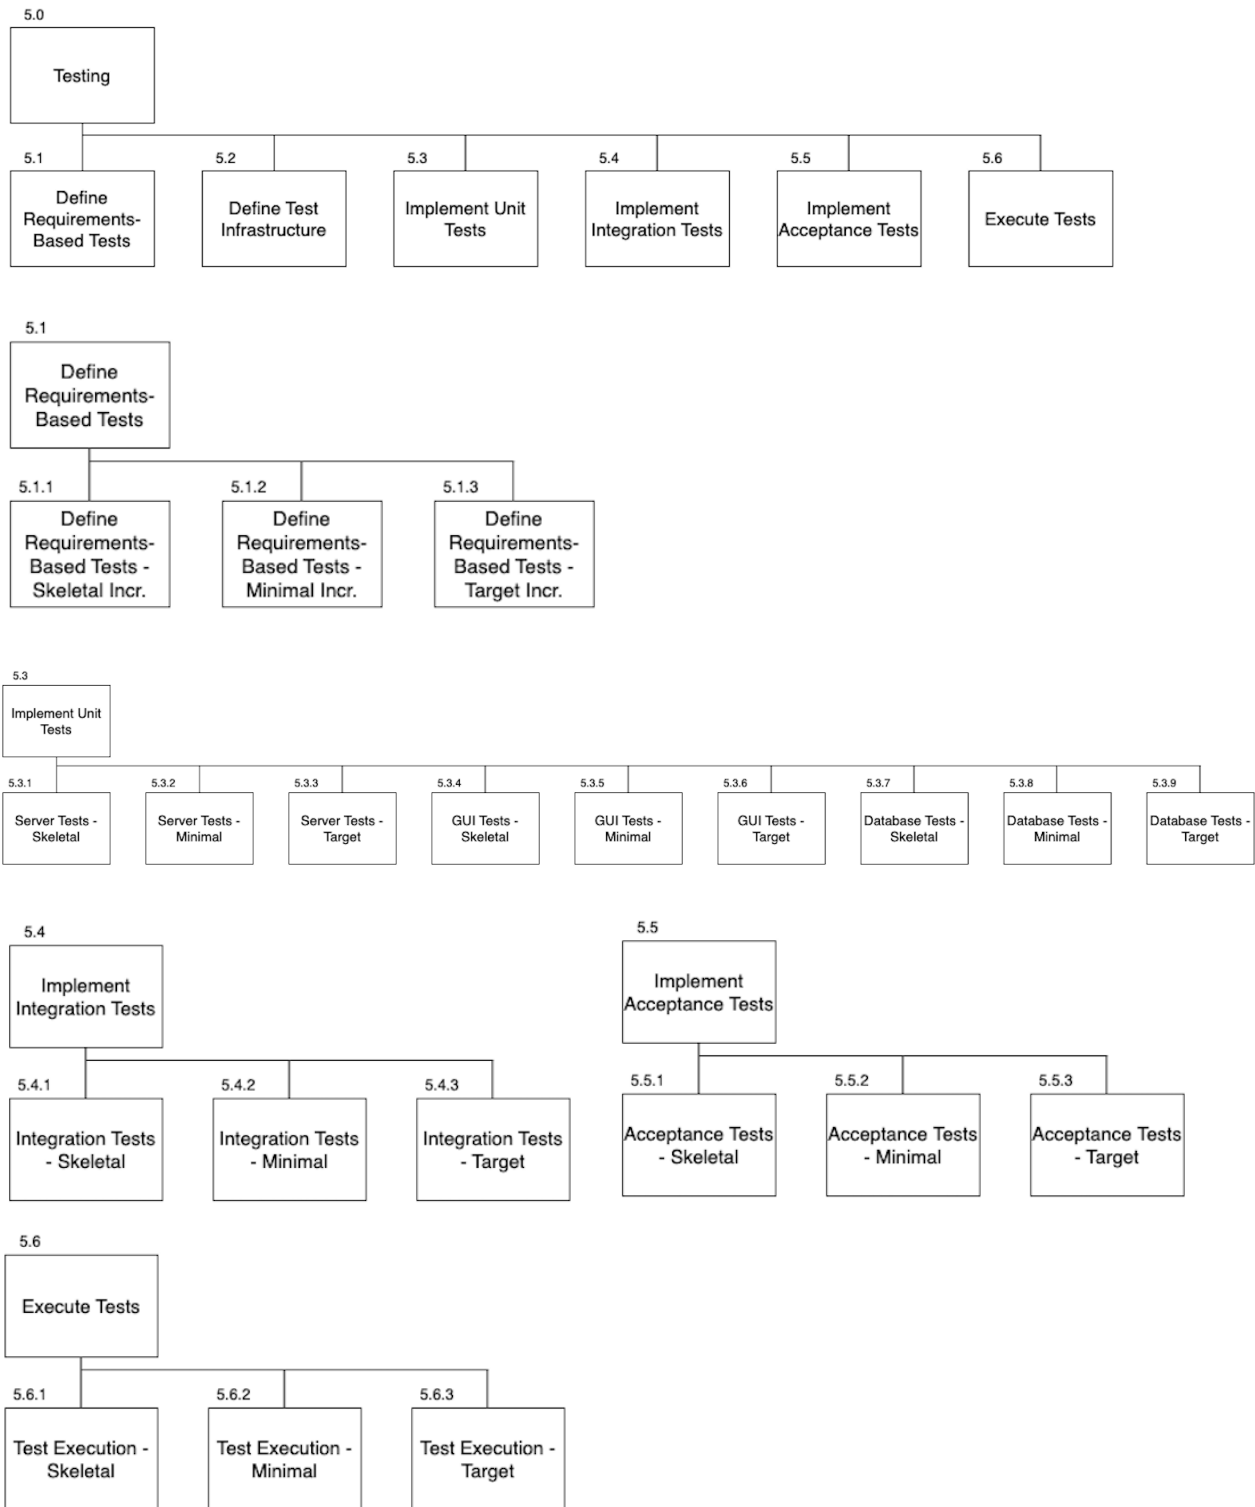 5.0
Testing
5.1
Define
Requirements-
Based Tests
5.2
Define Test
Infrastructure
5.3
Implement Unit
Tests
5.4
Implement
Integration Tests
5.5
Implement
Acceptance Tests
5.6
Execute Tests
5.1
Define
Requirements-
Based Tests
5.1.1
Define
Requirements-
Based Tests -
Skeletal Incr.
5.1.2
Define
Requirements-
Based Tests -
Minimal Incr.
5.1.3
Define
Requirements-
Based Tests -
Target Incr.
5.3
Implement Unit
Tests
5.3.1
Server Tests -
Skeletal
5.3.2
Server Tests -
Minimal
5.3.3
Server Tests -
Target
5.3.4
GUI Tests -
Skeletal
5.3.5
GUI Tests -
Minimal
5.3.6
GUI Tests -
Target
5.3.7
Database Tests -
Skeletal
5.3.8
Database Tests -
Minimal
5.3.9
Database Tests -
Target
5.4
Implement
Integration Tests
5.4.1
Integration Tests
- Skeletal
5.4.2
Integration Tests
- Minimal
5.4.3
Integration Tests
- Target
5.5
Implement
Acceptance Tests
5.5.1
Acceptance Tests
- Skeletal
5.5.2
Acceptance Tests
- Minimal
5.5.3
Acceptance Tests
- Target
5.6
Execute Tests
5.6.1
Test Execution -
Skeletal
5.6.2
Test Execution -
Minimal
5.6.3
Test Execution -
Target